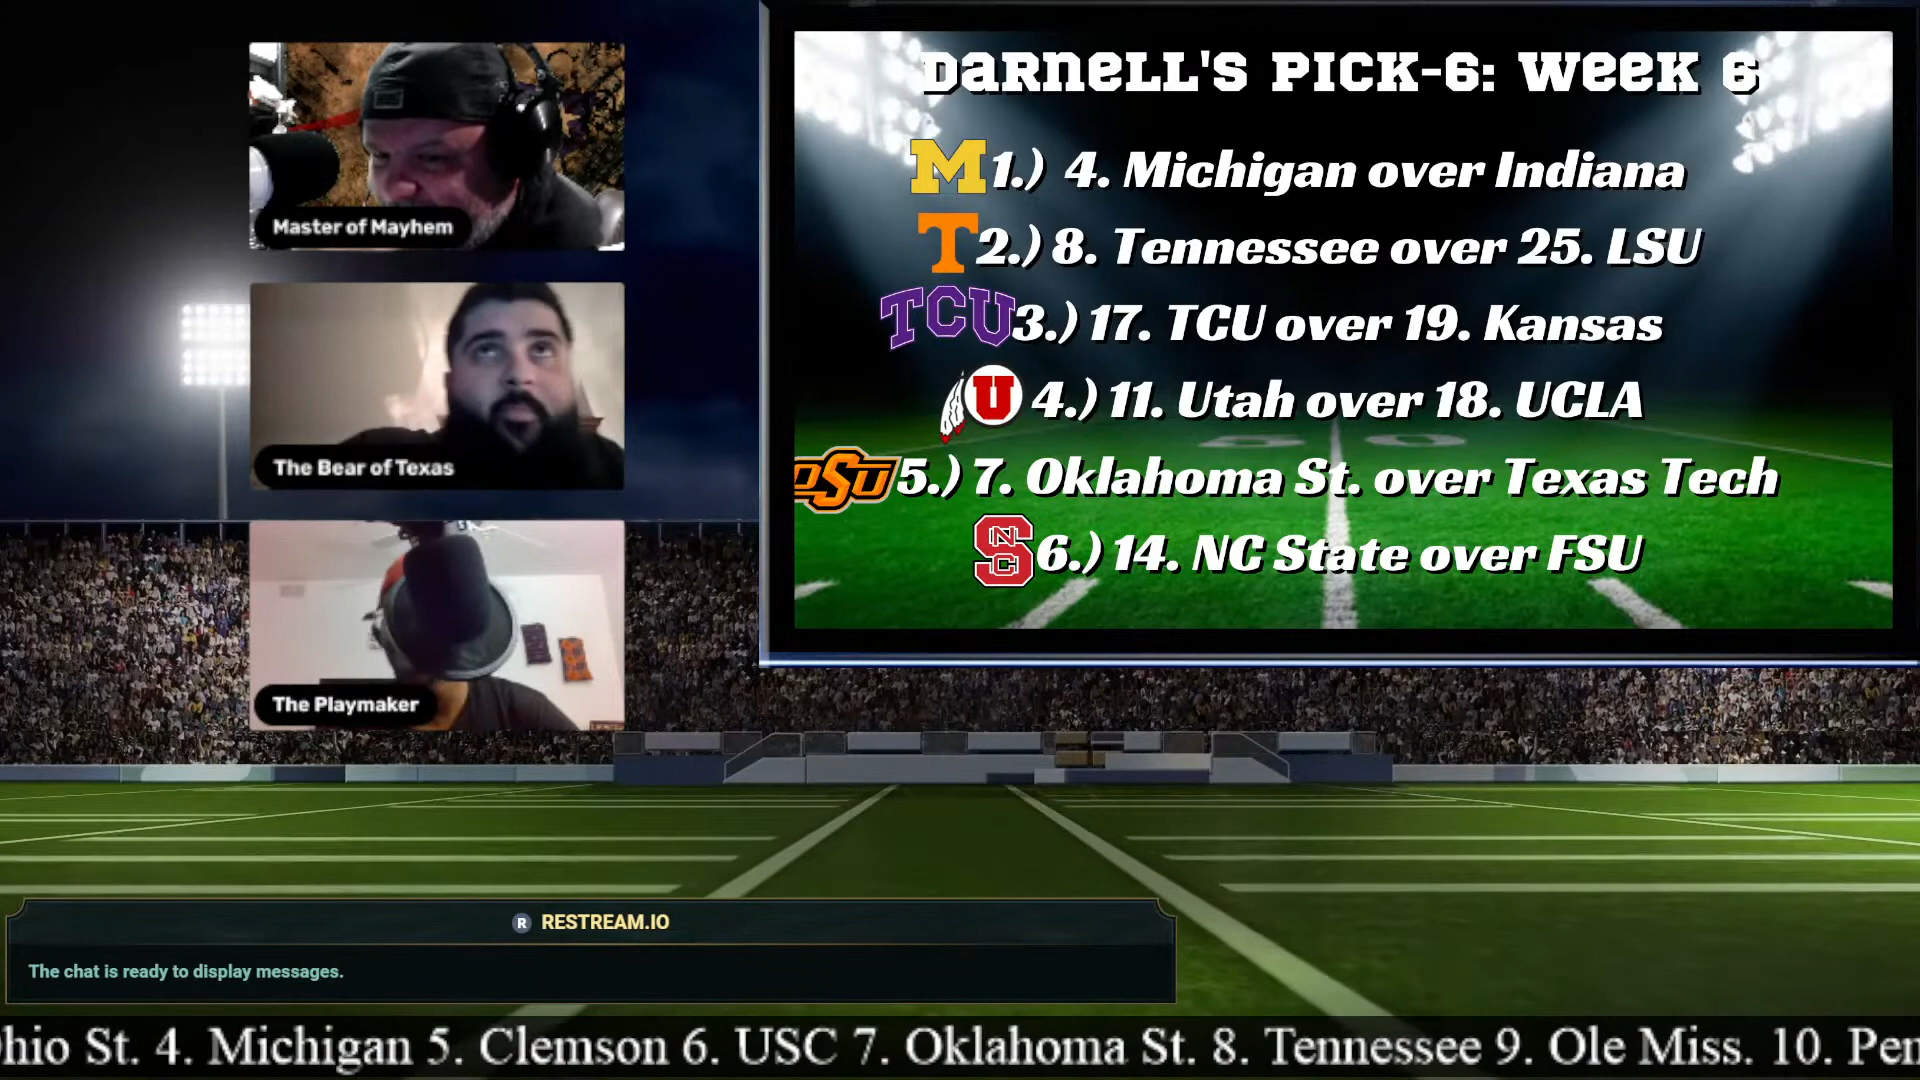 DARNELL'S PICK-6: WEEK 6
M 1.) 4. Michigan over Indiana
T 2.) 8. Tennessee over 25. LSU
TCU 3.) 17. TCU over 19. Kansas
U 4.) 11. Utah over 18. UCLA
OSU 5.) 7. Oklahoma St. over Texas Tech
NCS 6.) 14. NC State over FSU
Master of Mayhem
The Bear of Texas
The Playmaker
50
R RESTREAM.IO
The chat is ready to display messages.
hio St. 4. Michigan 5. Clemson 6. USC 7. Oklahoma St. 8. Tennessee 9. Ole Miss. 10. Pen